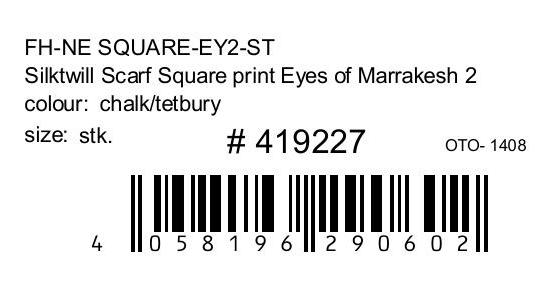 FH-NE SQUARE-EY2-ST
Silktwill Scarf Square print Eyes of Marrakesh 2
colour: chalk/tetbury
size: stk.
# 419227
OTO- 1408
4 058196 290602